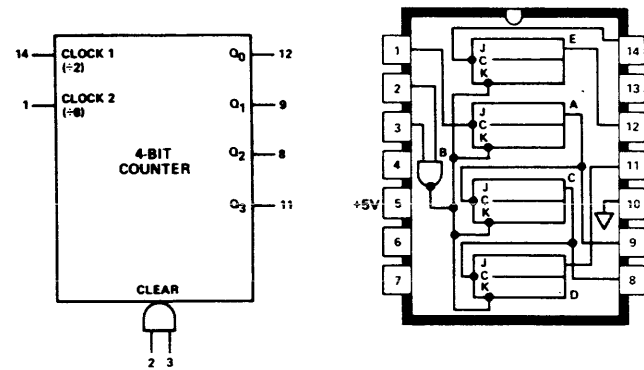 14 CLOCK 1 Q0 12
(÷2)
1 CLOCK 2 Q1 9
(÷8)
4-BIT
COUNTER
Q2 8
Q3 11
CLEAR
2 3
1 J C K E 14
2 13
3 J C K A 12
4 B 11
÷5V 5 J C K C 10
6 9
7 J C K D 8